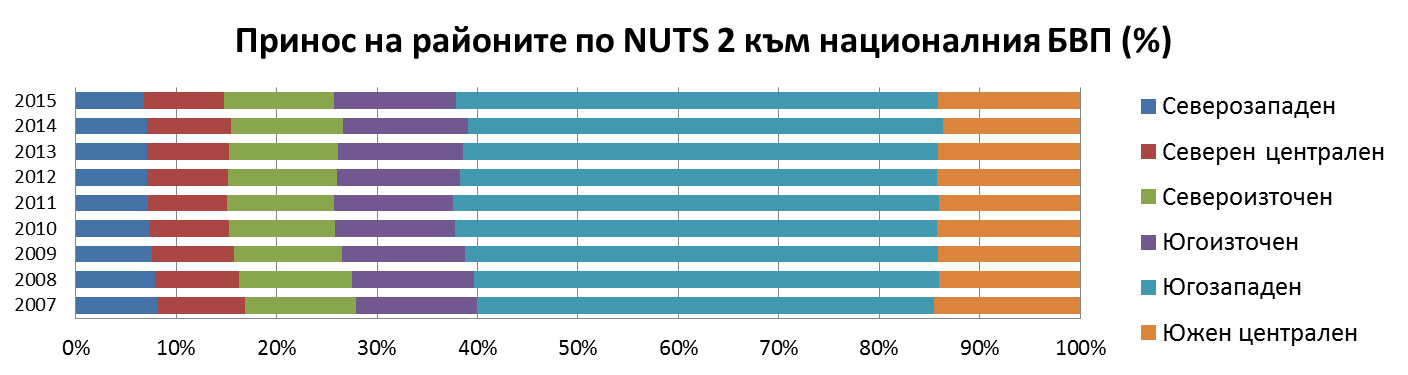 Принос на районите по NUTS 2 към националния БВП (%)
2015
2014
2013
2012
2011
2010
2009
2008
2007
0% 10% 20% 30% 40% 50% 60% 70% 80% 90% 100%
Северозападен
Северен централен
Североизточен
Югоизточен
Югозападен
Южен централен